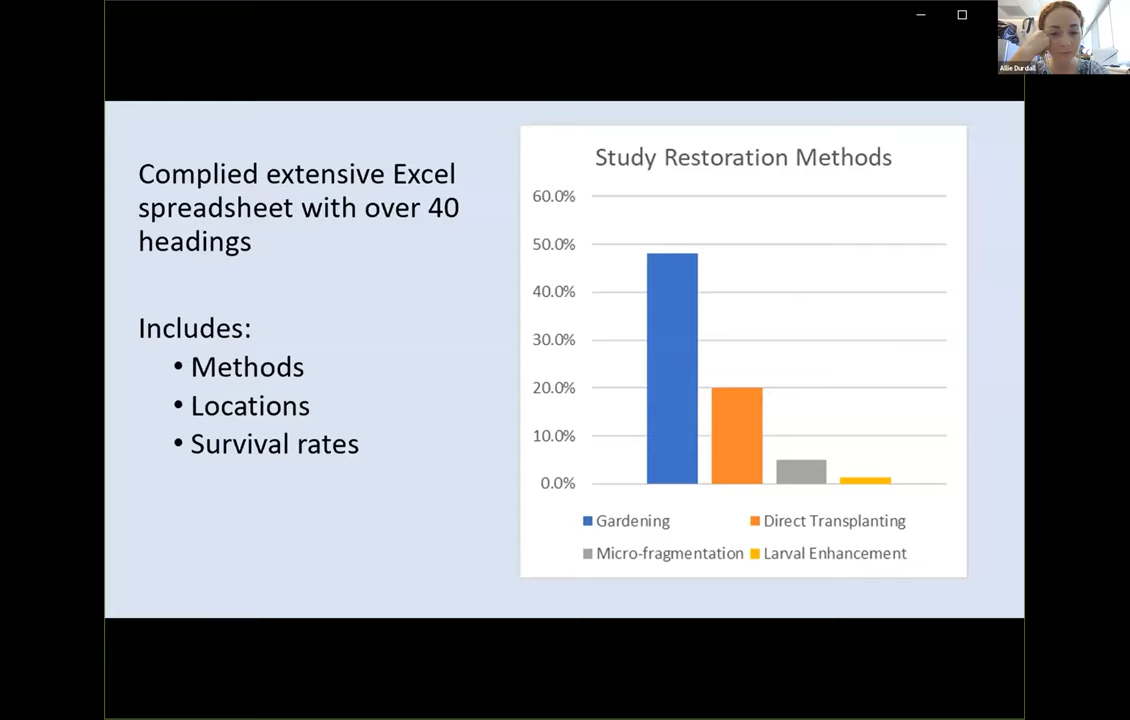 Allie Durdall
Complied extensive Excel
spreadsheet with over 40
headings
Includes:
• Methods
• Locations
• Survival rates
Study Restoration Methods
60.0%
50.0%
40.0%
30.0%
20.0%
10.0%
0.0%
Gardening
Direct Transplanting
Micro-fragmentation
Larval Enhancement